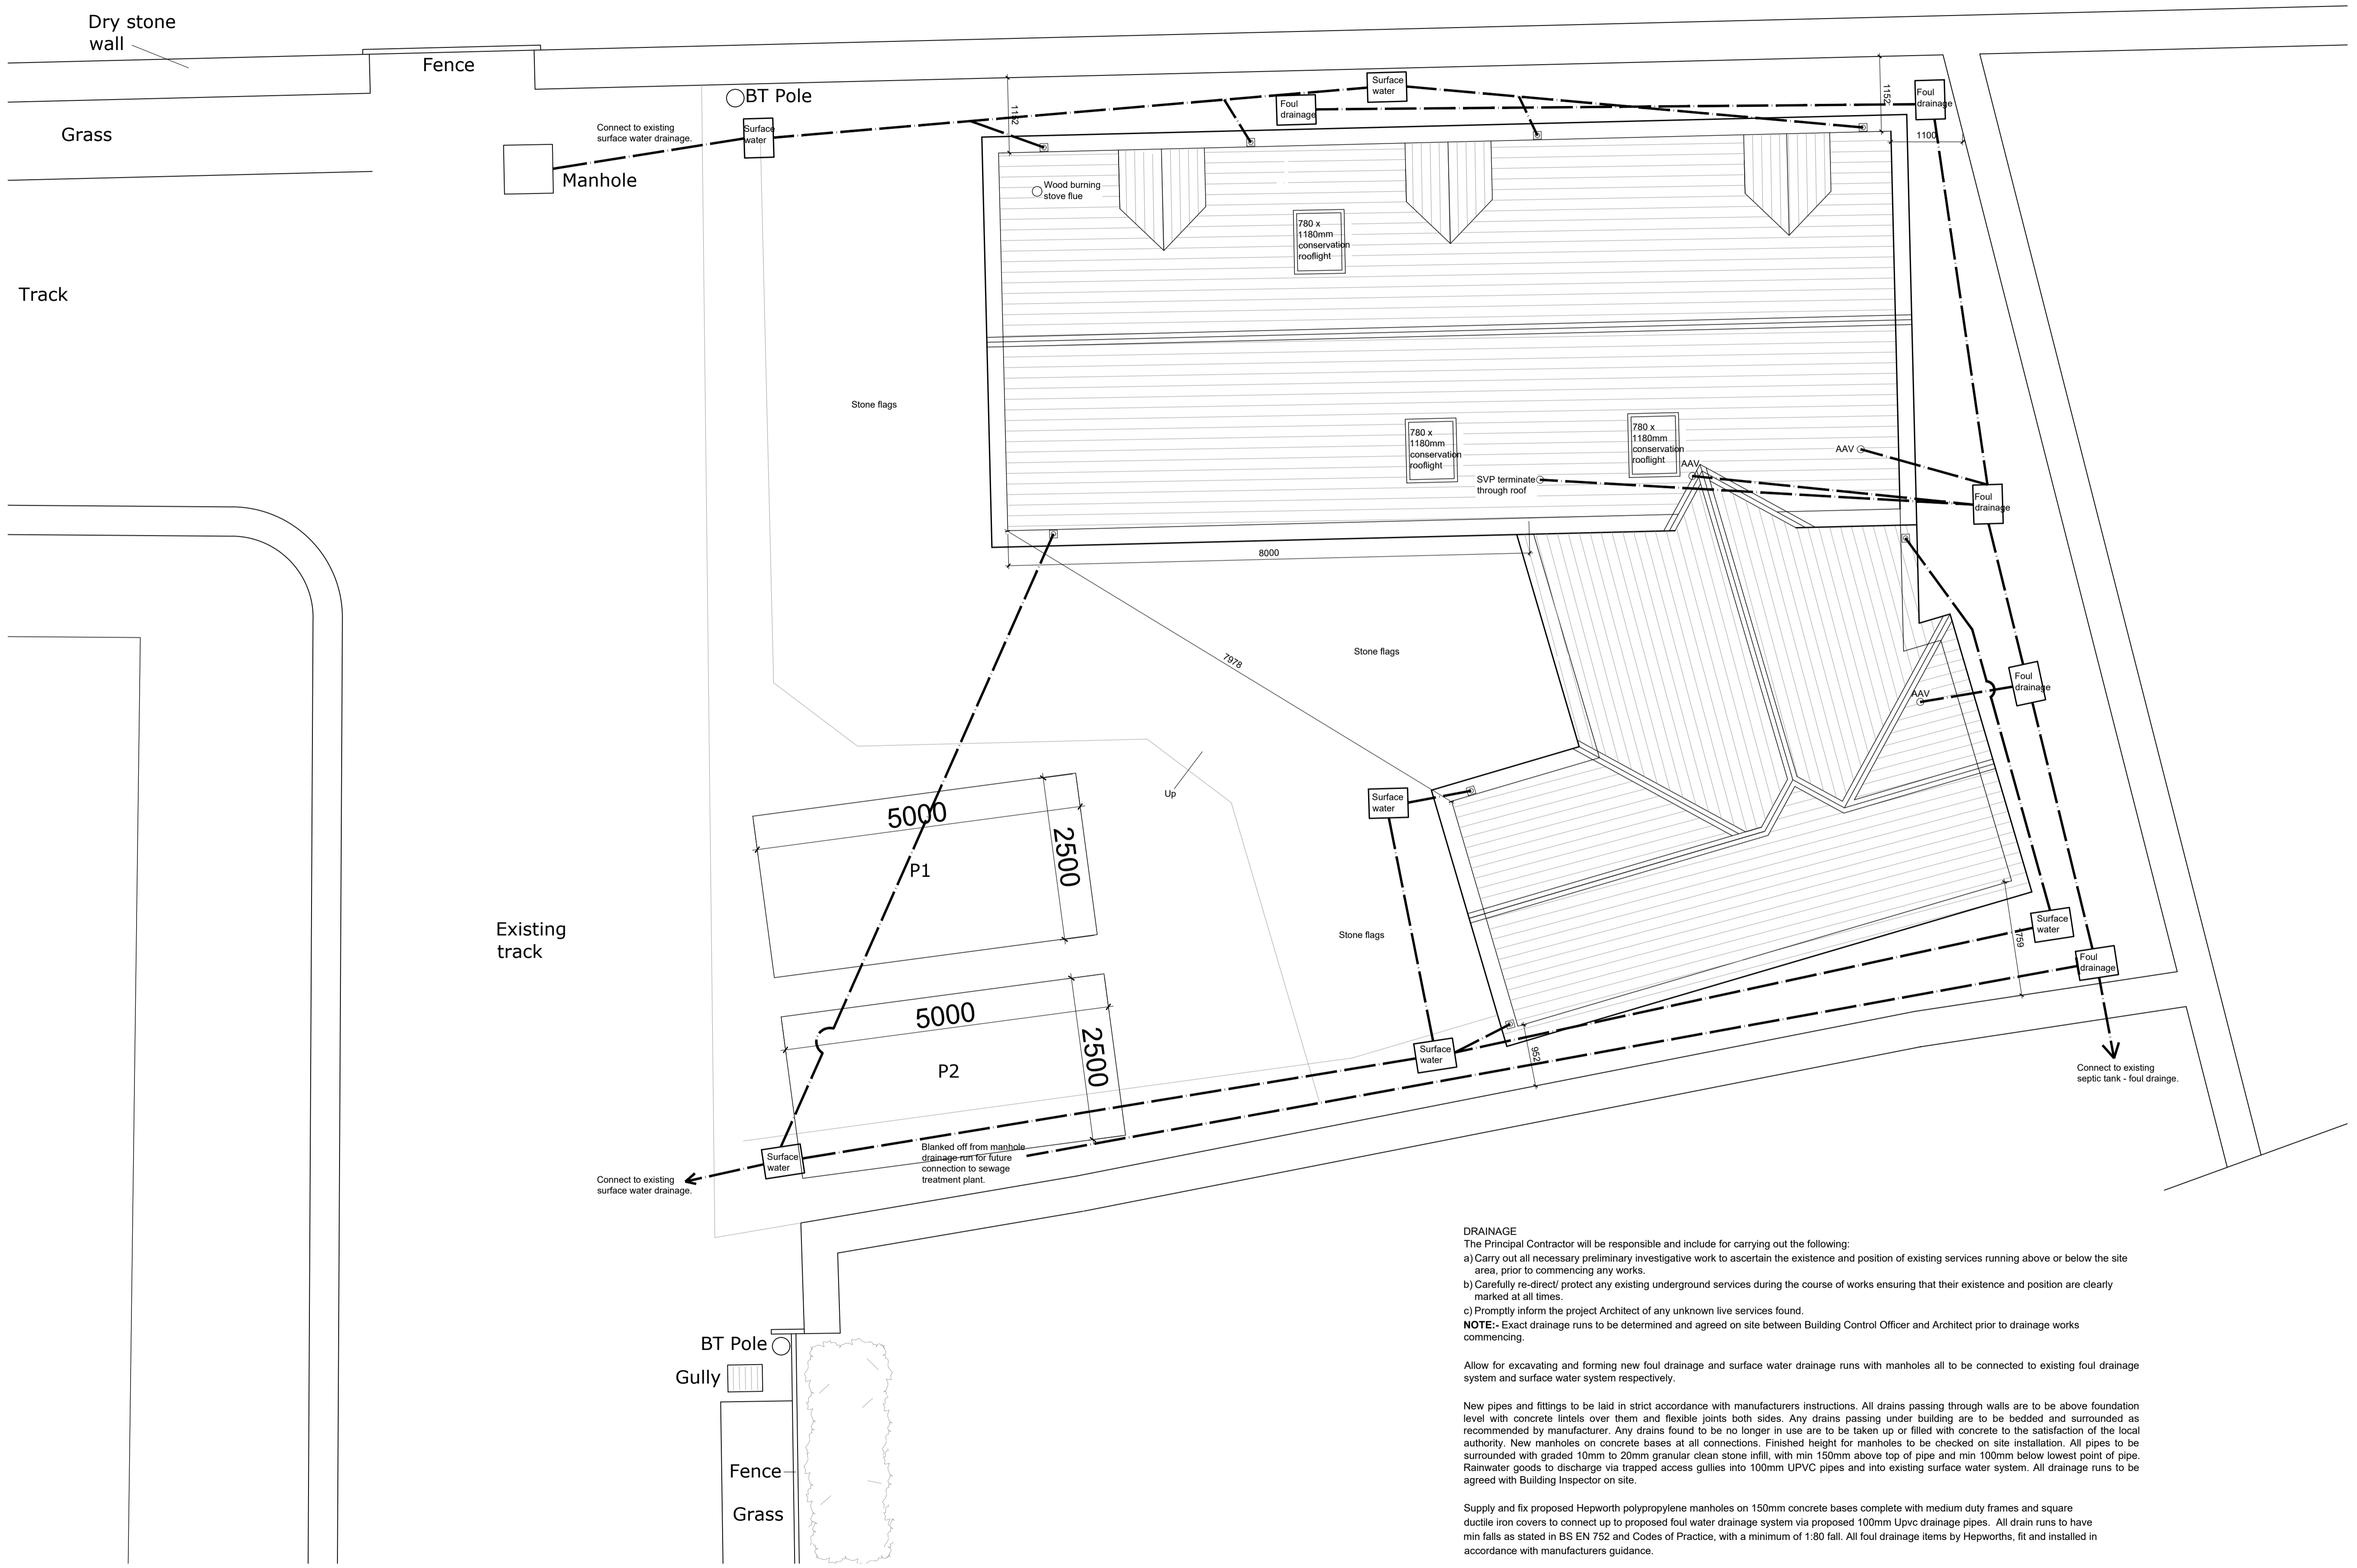 Dry stone
wall
Fence
Grass
BT Pole
Connect to existing
surface water drainage.
Surface
water
Manhole
Track
1152
Foul
drainage
Surface
water
1152
Foul
drainage
1100
Wood burning
stove flue
780 x
1180mm
conservation
rooflight
Stone flags
780 x
1180mm
conservation
rooflight
780 x
1180mm
conservation
rooflight
AAV
AAV
SVP terminate
through roof
Foul
drainage
8000
7978
Stone flags
AAV
Foul
drainage
Up
Surface
water
5000
2500
P1
Existing
track
Stone flags
Surface
water
759
Foul
drainage
5000
2500
P2
Surface
water
952
Connect to existing
septic tank - foul drainge.
Blanked off from manhole
drainage run for future
connection to sewage
treatment plant.
Surface
water
Connect to existing
surface water drainage.
BT Pole
Gully
Fence
Grass
DRAINAGE
The Principal Contractor will be responsible and include for carrying out the following:
a) Carry out all necessary preliminary investigative work to ascertain the existence and position of existing services running above or below the site
area, prior to commencing any works.
b) Carefully re-direct/ protect any existing underground services during the course of works ensuring that their existence and position are clearly
marked at all times.
c) Promptly inform the project Architect of any unknown live services found.
NOTE:- Exact drainage runs to be determined and agreed on site between Building Control Officer and Architect prior to drainage works
commencing.
Allow for excavating and forming new foul drainage and surface water drainage runs with manholes all to be connected to existing foul drainage
system and surface water system respectively.
New pipes and fittings to be laid in strict accordance with manufacturers instructions. All drains passing through walls are to be above foundation
level with concrete lintels over them and flexible joints both sides. Any drains passing under building are to be bedded and surrounded as
recommended by manufacturer. Any drains found to be no longer in use are to be taken up or filled with concrete to the satisfaction of the local
authority. New manholes on concrete bases at all connections. Finished height for manholes to be checked on site installation. All pipes to be
surrounded with graded 10mm to 20mm granular clean stone infill, with min 150mm above top of pipe and min 100mm below lowest point of pipe.
Rainwater goods to discharge via trapped access gullies into 100mm UPVC pipes and into existing surface water system. All drainage runs to be
agreed with Building Inspector on site.
Supply and fix proposed Hepworth polypropylene manholes on 150mm concrete bases complete with medium duty frames and square
ductile iron covers to connect up to proposed foul water drainage system via proposed 100mm Upvc drainage pipes. All drain runs to have
min falls as stated in BS EN 752 and Codes of Practice, with a minimum of 1:80 fall. All foul drainage items by Hepworths, fit and installed in
accordance with manufacturers guidance.